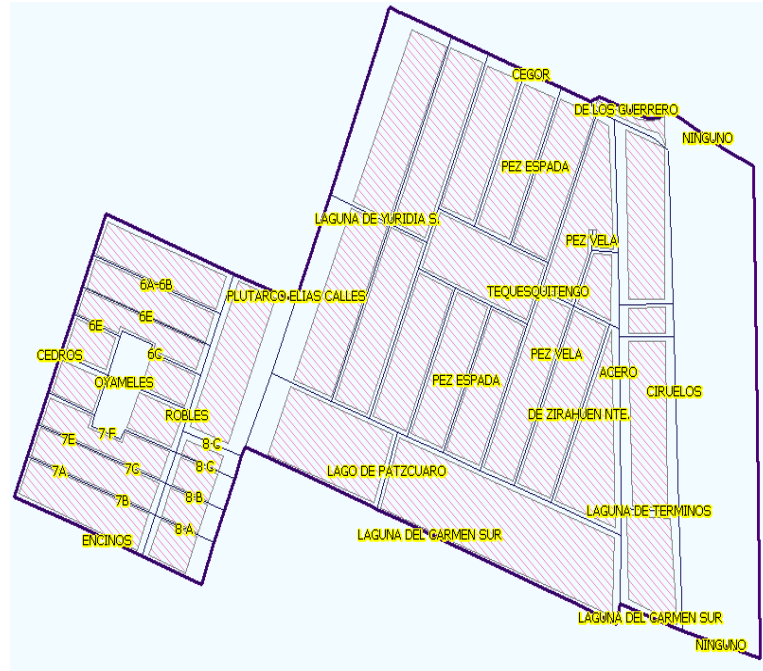 CEGOR
DE LOS GUERRERO
NINGUNO
PEZ ESPADA
LAGUNA DE YURIDIA S.
PEZ VELA
6A-6B
PLUTARCO ELIAS CALLES
TEQUESQUITENGO
6E
6E
6C
CEDROS
PEZ VELA
OYAMELES
PEZ ESPADA
ACERO
CIRUELOS
ROBLES
DE ZIRAHUEN NTE.
7-F
7E
8-C
7A
7C
8-C
LAGO DE PATZCUARO
8-B
7B
LAGUNA DE TERMINOS
8-A
ENCINOS
LAGUNA DEL CARMEN SUR
LAGUNA DEL CARMEN SUR
NINGUNO